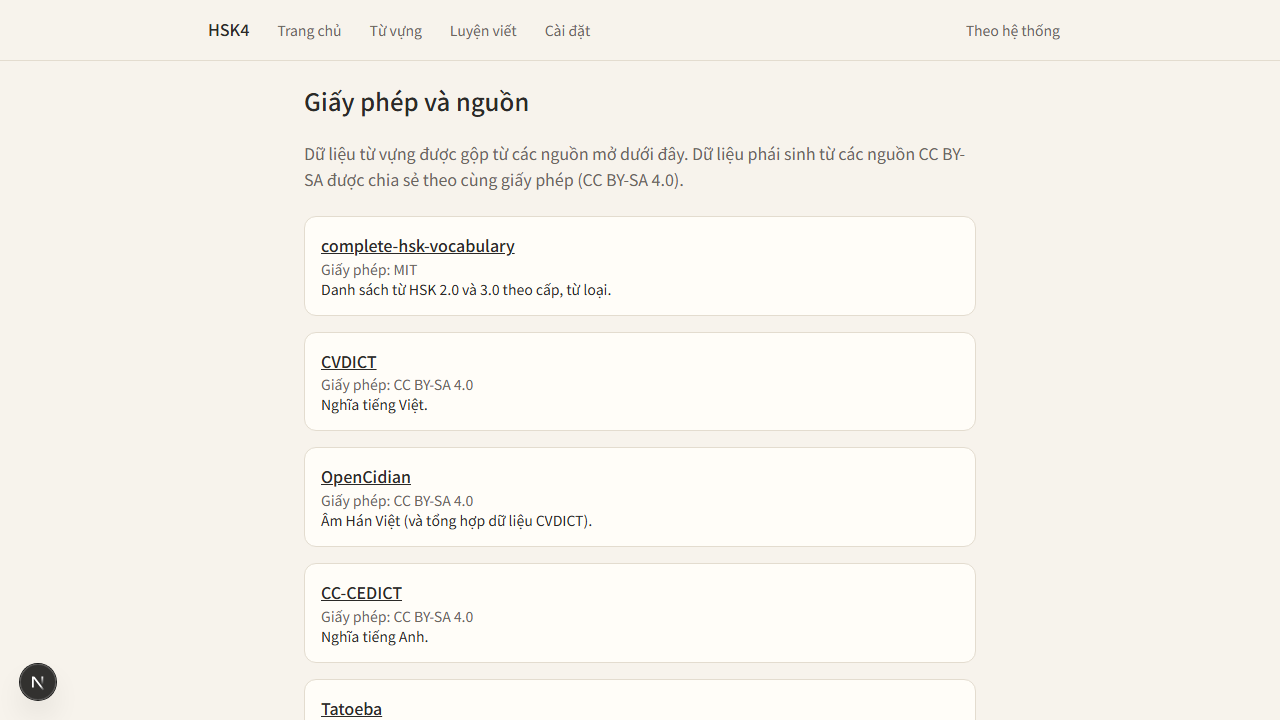 HSK4 Trang chủ Từ vựng Luyện viết Cài đặt Theo hệ thống
Giấy phép và nguồn
Dữ liệu từ vựng được gộp từ các nguồn mở dưới đây. Dữ liệu phái sinh từ các nguồn CC BY-
SA được chia sẻ theo cùng giấy phép (CC BY-SA 4.0).
complete-hsk-vocabulary
Giấy phép: MIT
Danh sách từ HSK 2.0 và 3.0 theo cấp, từ loại.
CVDICT
Giấy phép: CC BY-SA 4.0
Nghĩa tiếng Việt.
OpenCidian
Giấy phép: CC BY-SA 4.0
Âm Hán Việt (và tổng hợp dữ liệu CVDICT).
CC-CEDICT
Giấy phép: CC BY-SA 4.0
Nghĩa tiếng Anh.
N
Tatoeba